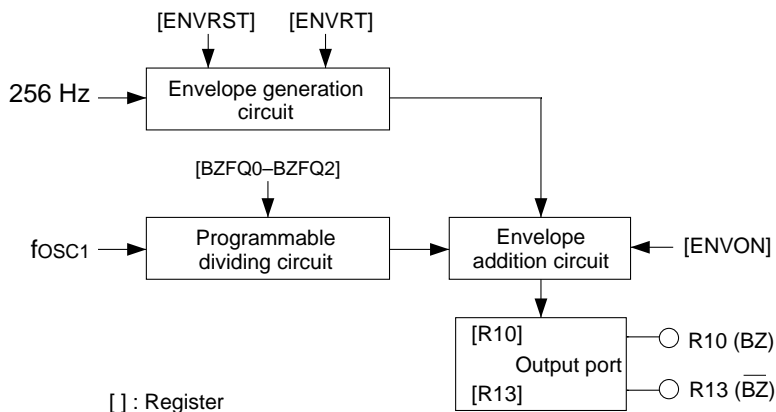 [ENVRST] [ENVRT]
256 Hz
Envelope generation
circuit
[BZFQ0–BZFQ2]
fOSC1
Programmable
dividing circuit
Envelope
addition circuit
[ENVON]
[R10]
Output port
[R13]
R10 (BZ)
R13 (B̅Z̅)
[ ] : Register